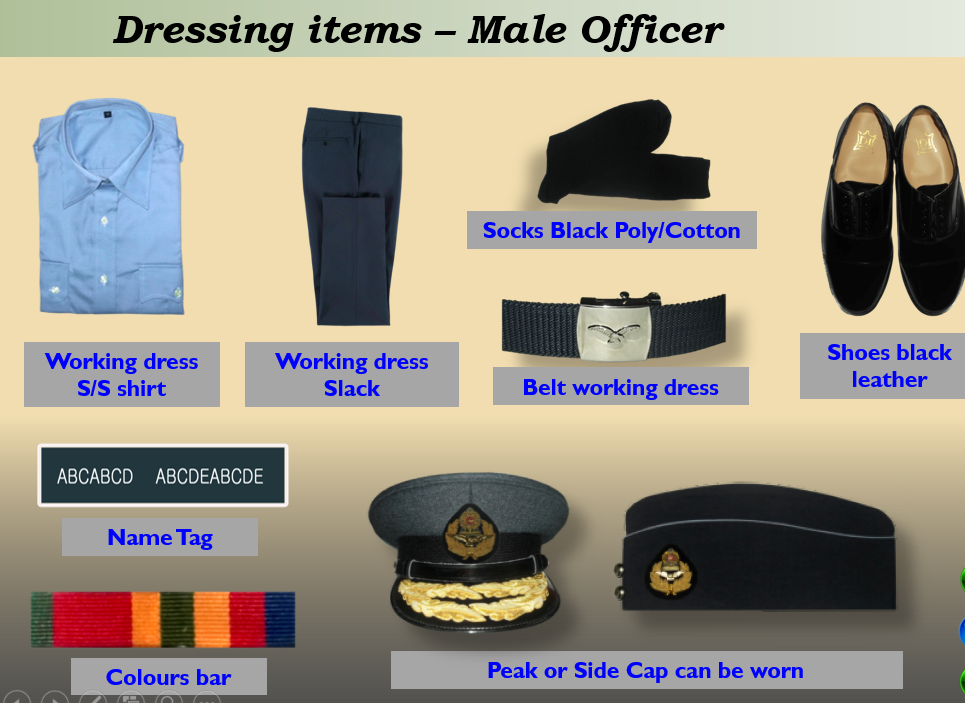 Dressing items – Male Officer
Socks Black Poly/Cotton
Working dress
S/S shirt
Working dress
Slack
Belt working dress
Shoes black
leather
ABCABCD ABCDEABCDE
Name Tag
Colours bar
Peak or Side Cap can be worn